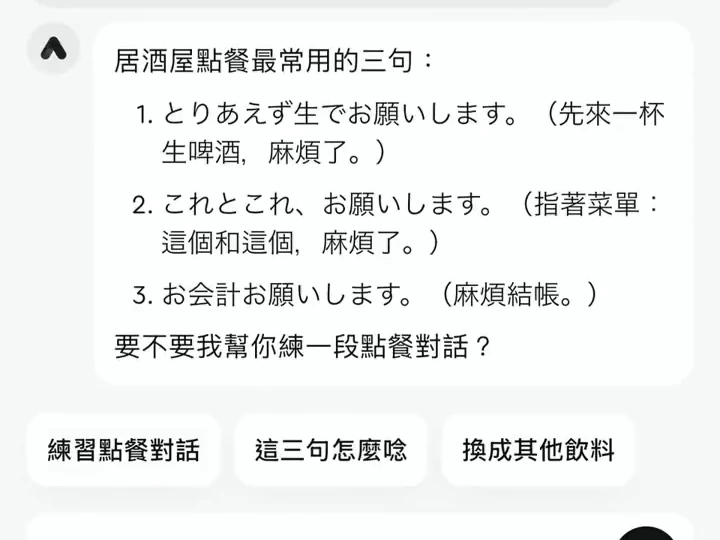 居酒屋點餐最常用的三句：
1. とりあえず生でお願いします。（先來一杯
生啤酒，麻煩了。）
2. これとこれ、お願いします。（指著菜單：
這個和這個，麻煩了。）
3. お会計お願いします。（麻煩結帳。）
要不要我幫你練一段點餐對話？
練習點餐對話
這三句怎麼唸
換成其他飲料